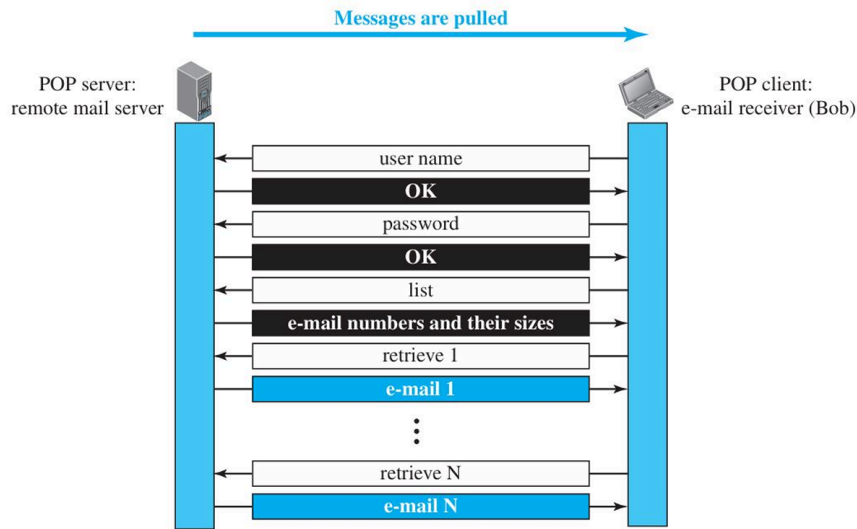 Messages are pulled
POP server:
remote mail server
POP client:
e-mail receiver (Bob)
user name
OK
password
OK
list
e-mail numbers and their sizes
retrieve 1
e-mail 1
retrieve N
e-mail N